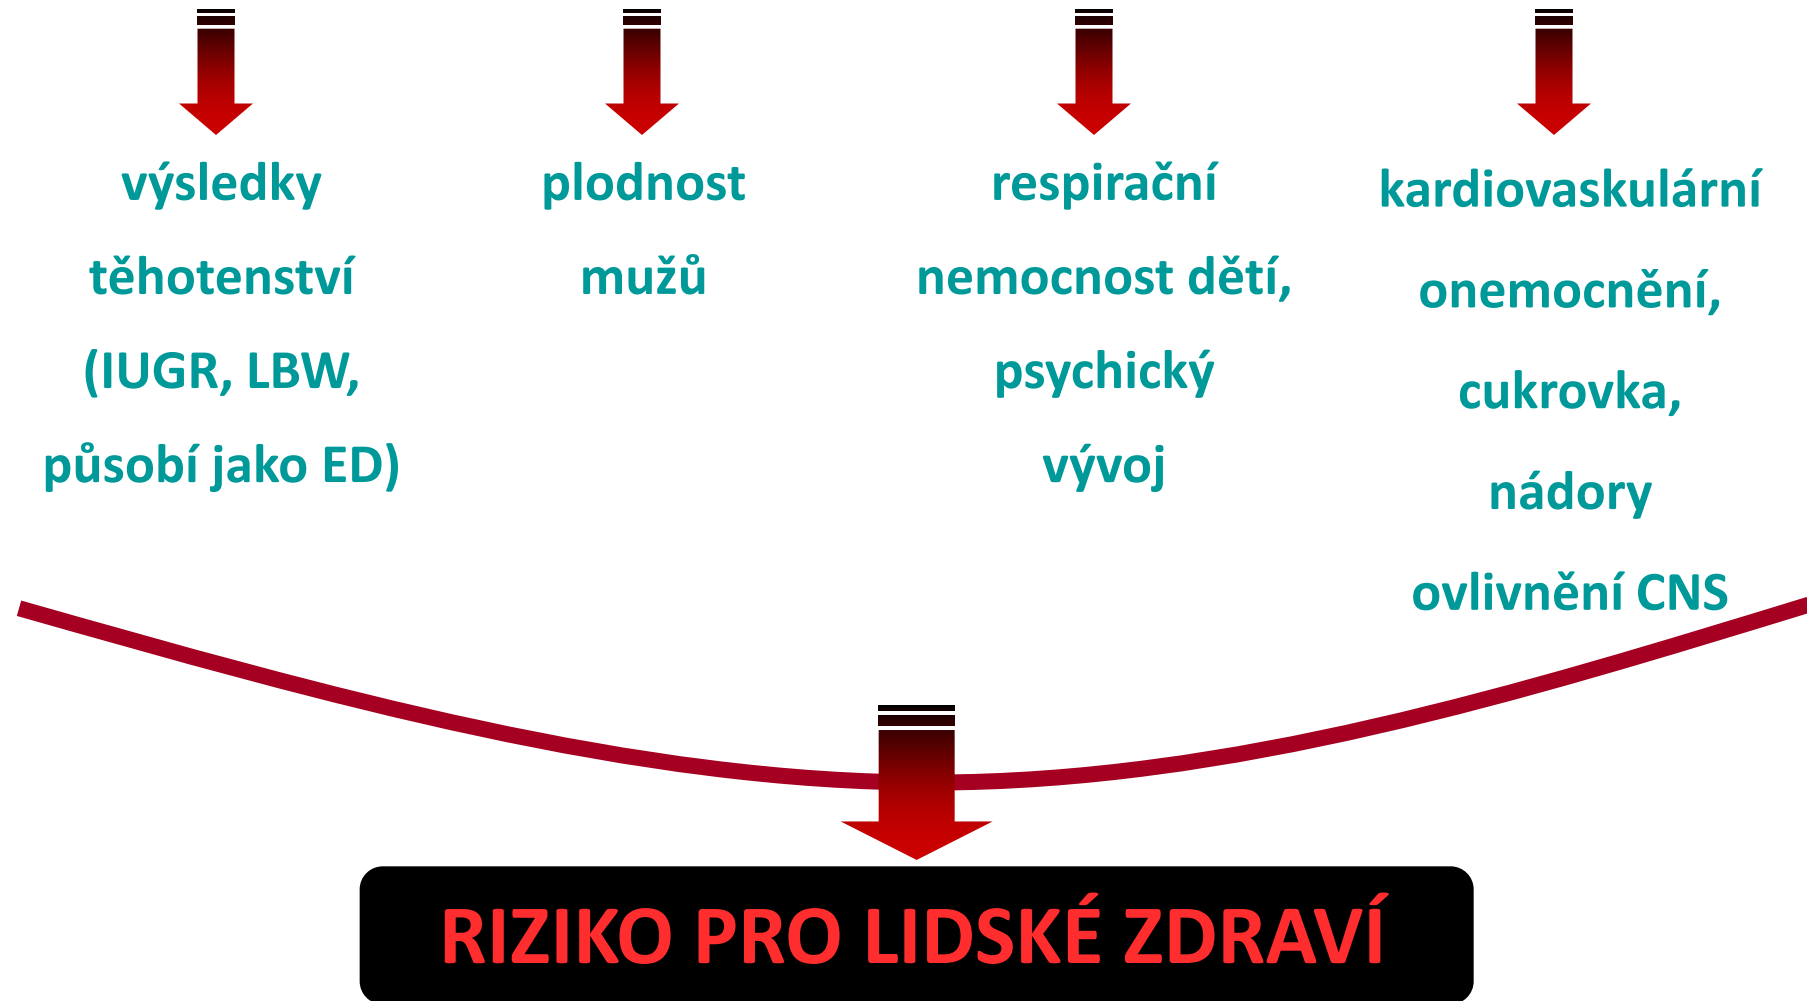 výsledky
těhotenství
(IUGR, LBW,
působí jako ED)
plodnost
mužů
respirační
nemocnost dětí,
psychický
vývoj
kardiovaskulární
onemocnění,
cukrovka,
nádory
ovlivnění CNS
RIZIKO PRO LIDSKÉ ZDRAVÍ